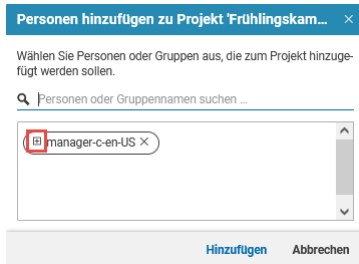 Personen hinzufügen zu Projekt 'Frühlingskam...
Wählen Sie Personen oder Gruppen aus, die zum Projekt hinzuge-
fügt werden sollen.
Personen oder Gruppennamen suchen ...
manager-c-en-US
Hinzufügen Abbrechen